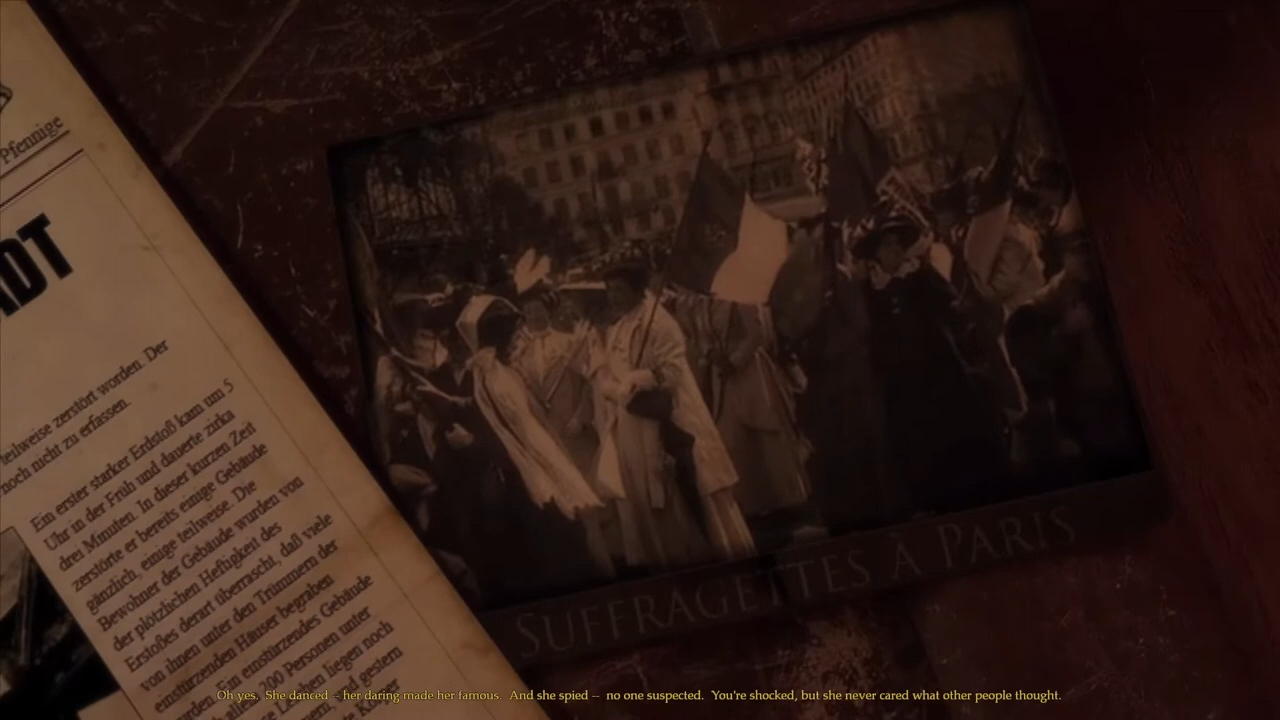 Pfennige
ADT
teilweise zerstört worden. Der
noch nicht zu erfassen.
Ein erster starker Erdstoß kam um 5
Uhr in der Früh und dauerte zirka
drei Minuten. In dieser kurzen Zeit
zerstörte er bereits einige Gebäude
gänzlich, einige teilweise. Die
Bewohner der Gebäude wurden von
der plötzlichen Heftigkeit des
Erstoßes derart überrascht, daß viele
von ihnen unter den Trümmern der
einstürzenden Häuser begraben
wurden. Ein einstürzendes Gebäude
200 Personen unter
liegen noch
gestern
SUFFRAGETTES À PARIS
Oh yes. She danced -- her daring made her famous. And she spied -- no one suspected. You're shocked, but she never cared what other people thought.